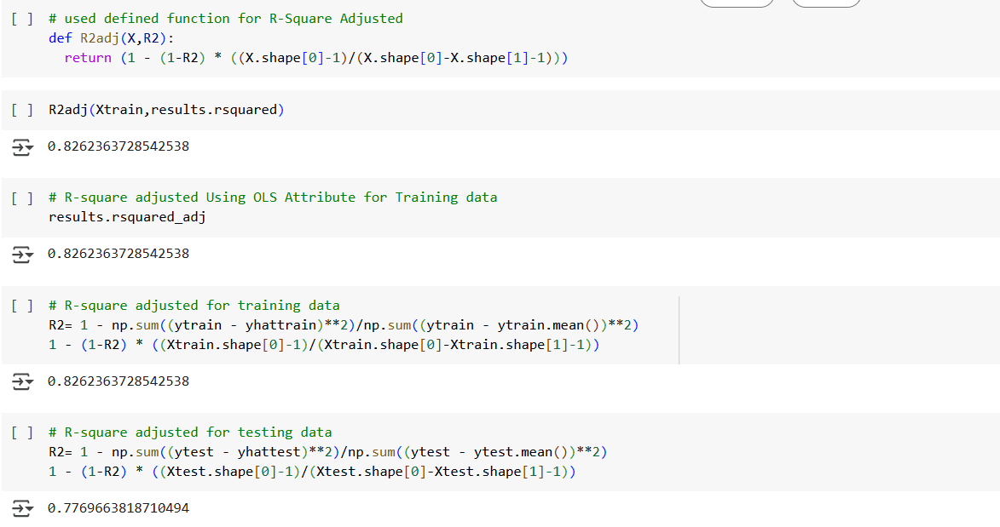 [ ] # used defined function for R-Square Adjusted
def R2adj(X,R2):
return (1 - (1-R2) * ((X.shape[0]-1)/(X.shape[0]-X.shape[1]-1)))
[ ] R2adj(Xtrain,results.rsquared)
0.8262363728542538
[ ] # R-square adjusted Using OLS Attribute for Training data
results.rsquared_adj
0.8262363728542538
[ ] # R-square adjusted for training data
R2= 1 - np.sum((ytrain - yhattrain)**2)/np.sum((ytrain - ytrain.mean())**2)
1 - (1-R2) * ((Xtrain.shape[0]-1)/(Xtrain.shape[0]-Xtrain.shape[1]-1))
0.8262363728542538
[ ] # R-square adjusted for testing data
R2= 1 - np.sum((ytest - yhattest)**2)/np.sum((ytest - ytest.mean())**2)
1 - (1-R2) * ((Xtest.shape[0]-1)/(Xtest.shape[0]-Xtest.shape[1]-1))
0.7769663818710494